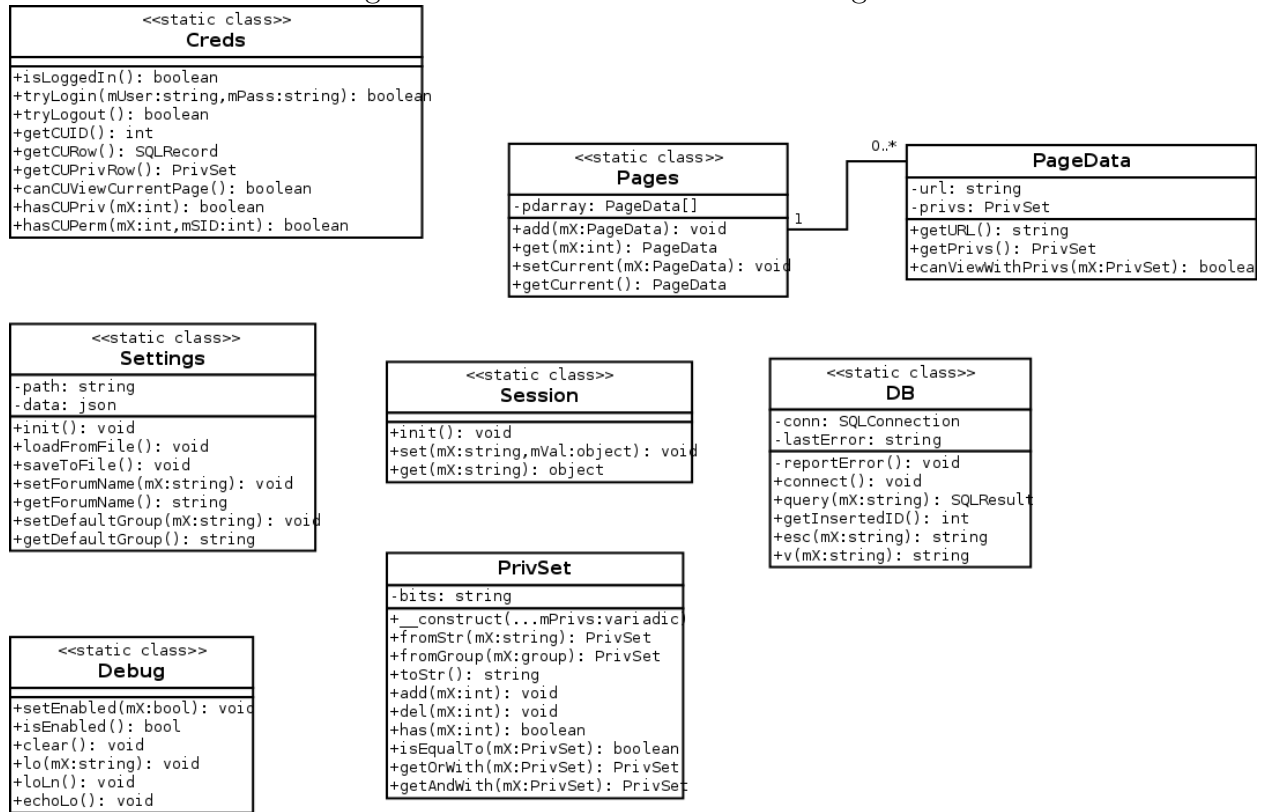 <<static class>>
Creds
+isLoggedIn(): boolean
+tryLogin(mUser:string,mPass:string): boolean
+tryLogout(): boolean
+getCUID(): int
+getCURow(): SQLRecord
+getCUPrivRow(): PrivSet
+canCUViewCurrentPage(): boolean
+hasCUPriv(mX:int): boolean
+hasCUPerm(mX:int,mSID:int): boolean
<<static class>>
Pages
-pdarray: PageData[]
+add(mX:PageData): void
+get(mX:int): PageData
+setCurrent(mX:PageData): void
+getCurrent(): PageData
1
0..*
PageData
-url: string
-privs: PrivSet
+getURL(): string
+getPrivs(): PrivSet
+canViewWithPrivs(mX:PrivSet): boolea
<<static class>>
Settings
-path: string
-data: json
+init(): void
+loadFromFile(): void
+saveToFile(): void
+setForumName(mX:string): void
+getForumName(): string
+setDefaultGroup(mX:string): void
+getDefaultGroup(): string
<<static class>>
Session
+init(): void
+set(mX:string,mVal:object): void
+get(mX:string): object
<<static class>>
DB
-conn: SQLConnection
-lastError: string
-reportError(): void
+connect(): void
+query(mX:string): SQLResult
+getInsertedID(): int
+esc(mX:string): string
+v(mX:string): string
PrivSet
-bits: string
+__construct(...mPrivs:variadic)
+fromStr(mX:string): PrivSet
+fromGroup(mX:group): PrivSet
+toStr(): string
+add(mX:int): void
+del(mX:int): void
+has(mX:int): boolean
+isEqualTo(mX:PrivSet): boolean
+getOrWith(mX:PrivSet): PrivSet
+getAndWith(mX:PrivSet): PrivSet
<<static class>>
Debug
+setEnabled(mX:bool): void
+isEnabled(): bool
+clear(): void
+lo(mX:string): void
+loLn(): void
+echoLo(): void